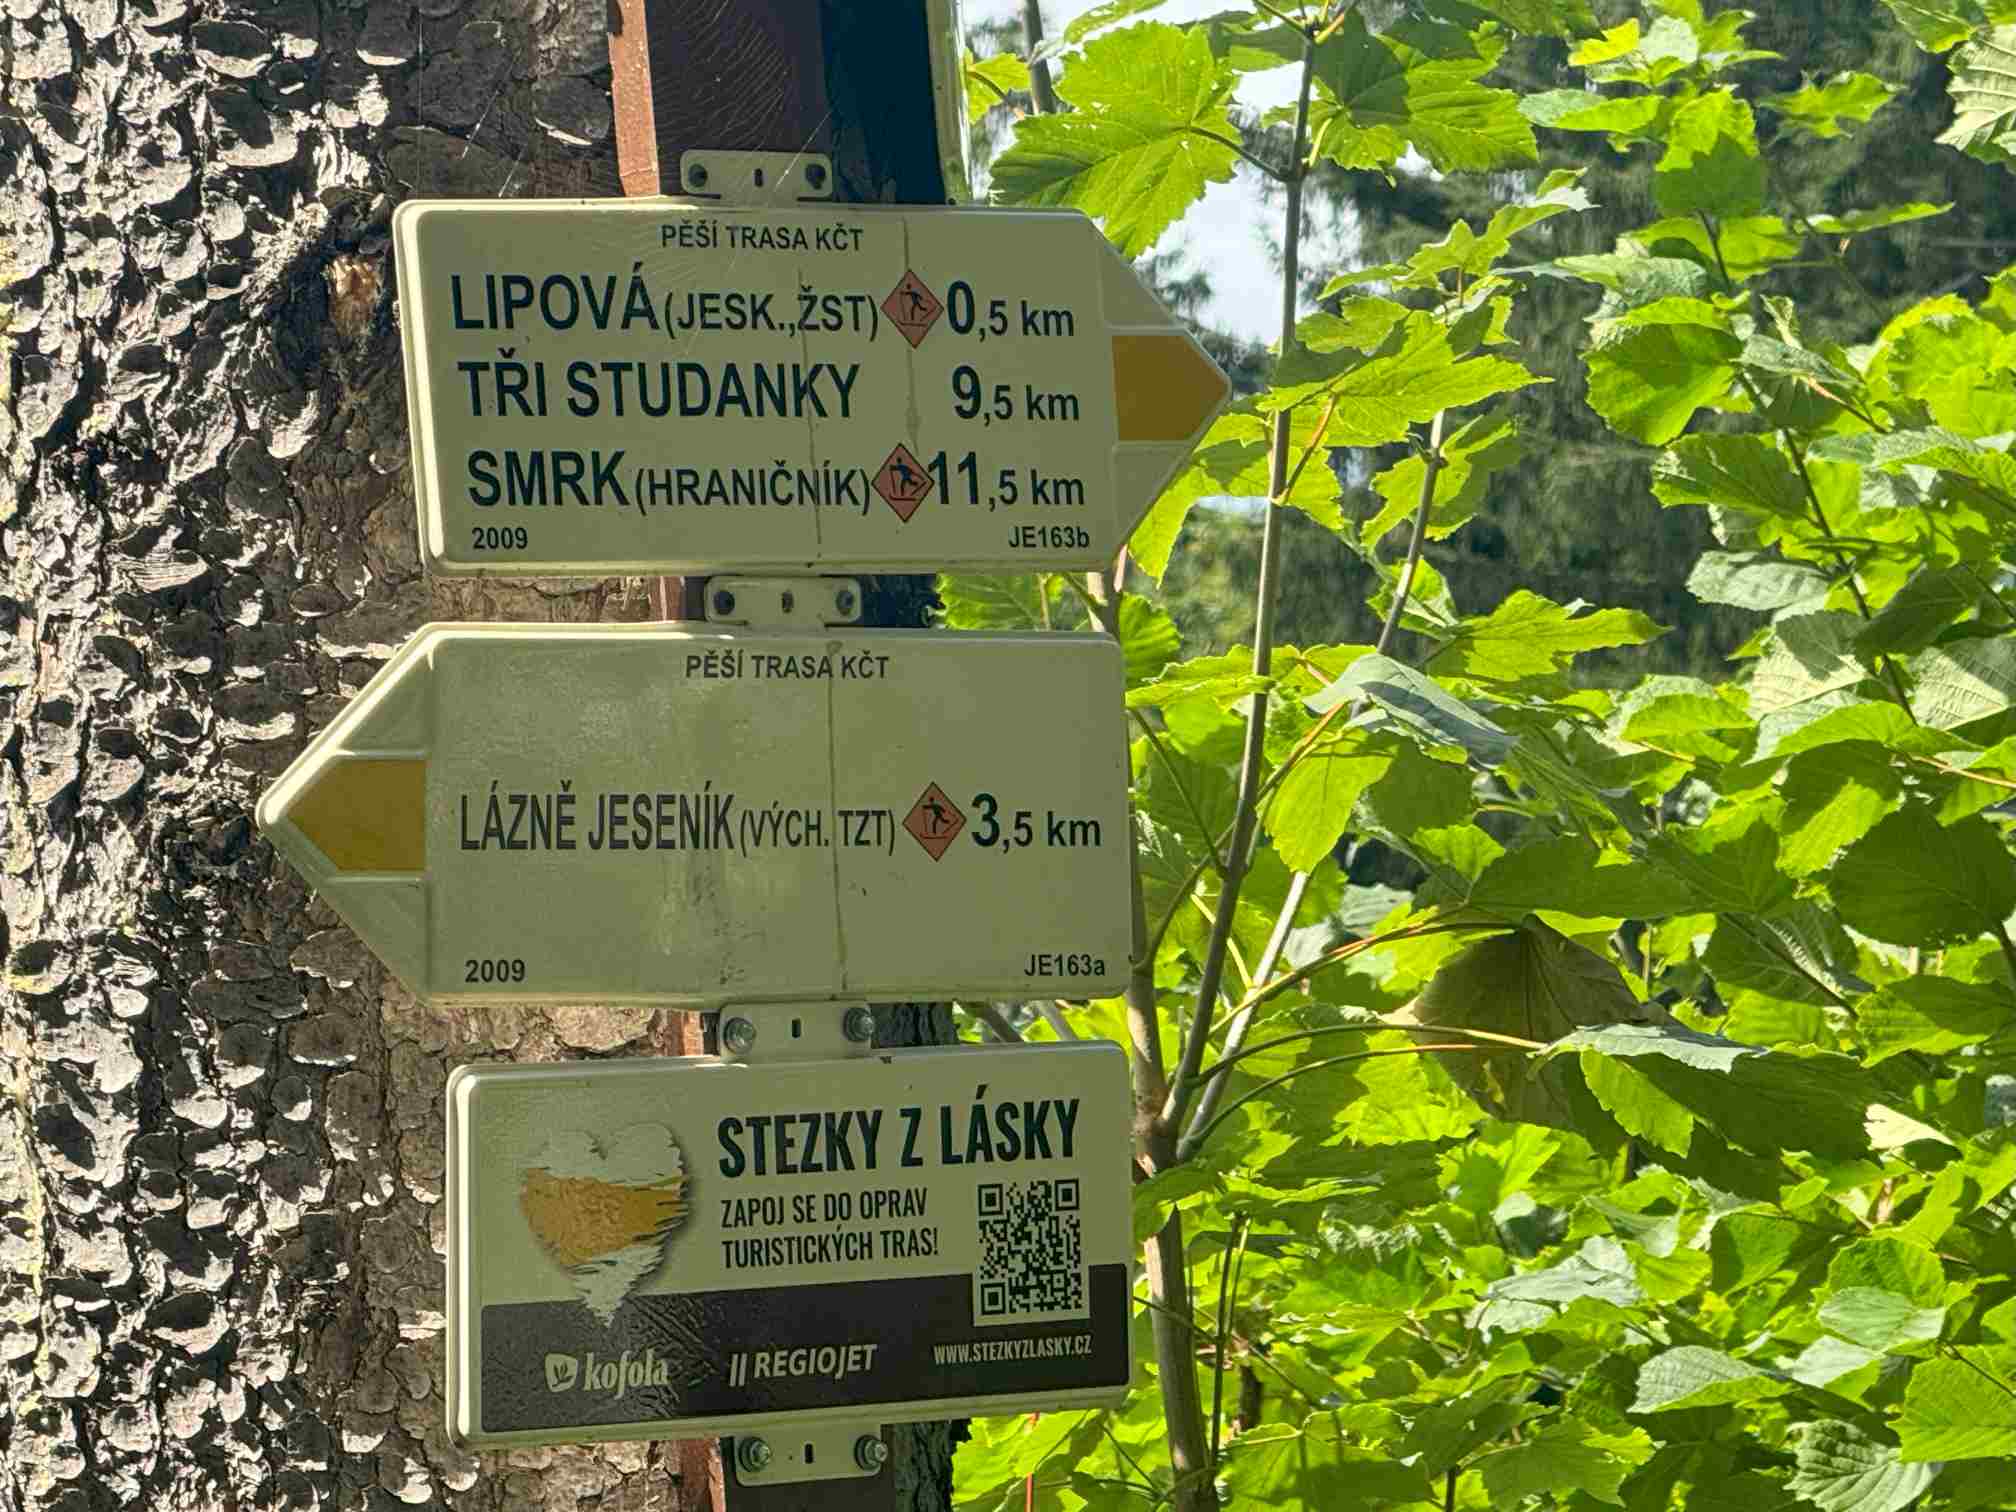 PĚŠÍ TRASA KČT
LIPOVÁ (JESK.,ŽST) 0,5 km
TŘI STUDANKY 9,5 km
SMRK (HRANIČNÍK) 11,5 km
2009 JE163b
PĚŠÍ TRASA KČT
LÁZNĚ JESENÍK (VÝCH. TZT) 3,5 km
2009 JE163a
STEZKY Z LÁSKY
ZAPOJ SE DO OPRAV
TURISTICKÝCH TRAS!
kofola REGIOJET WWW.STEZKYZLASKY.CZ